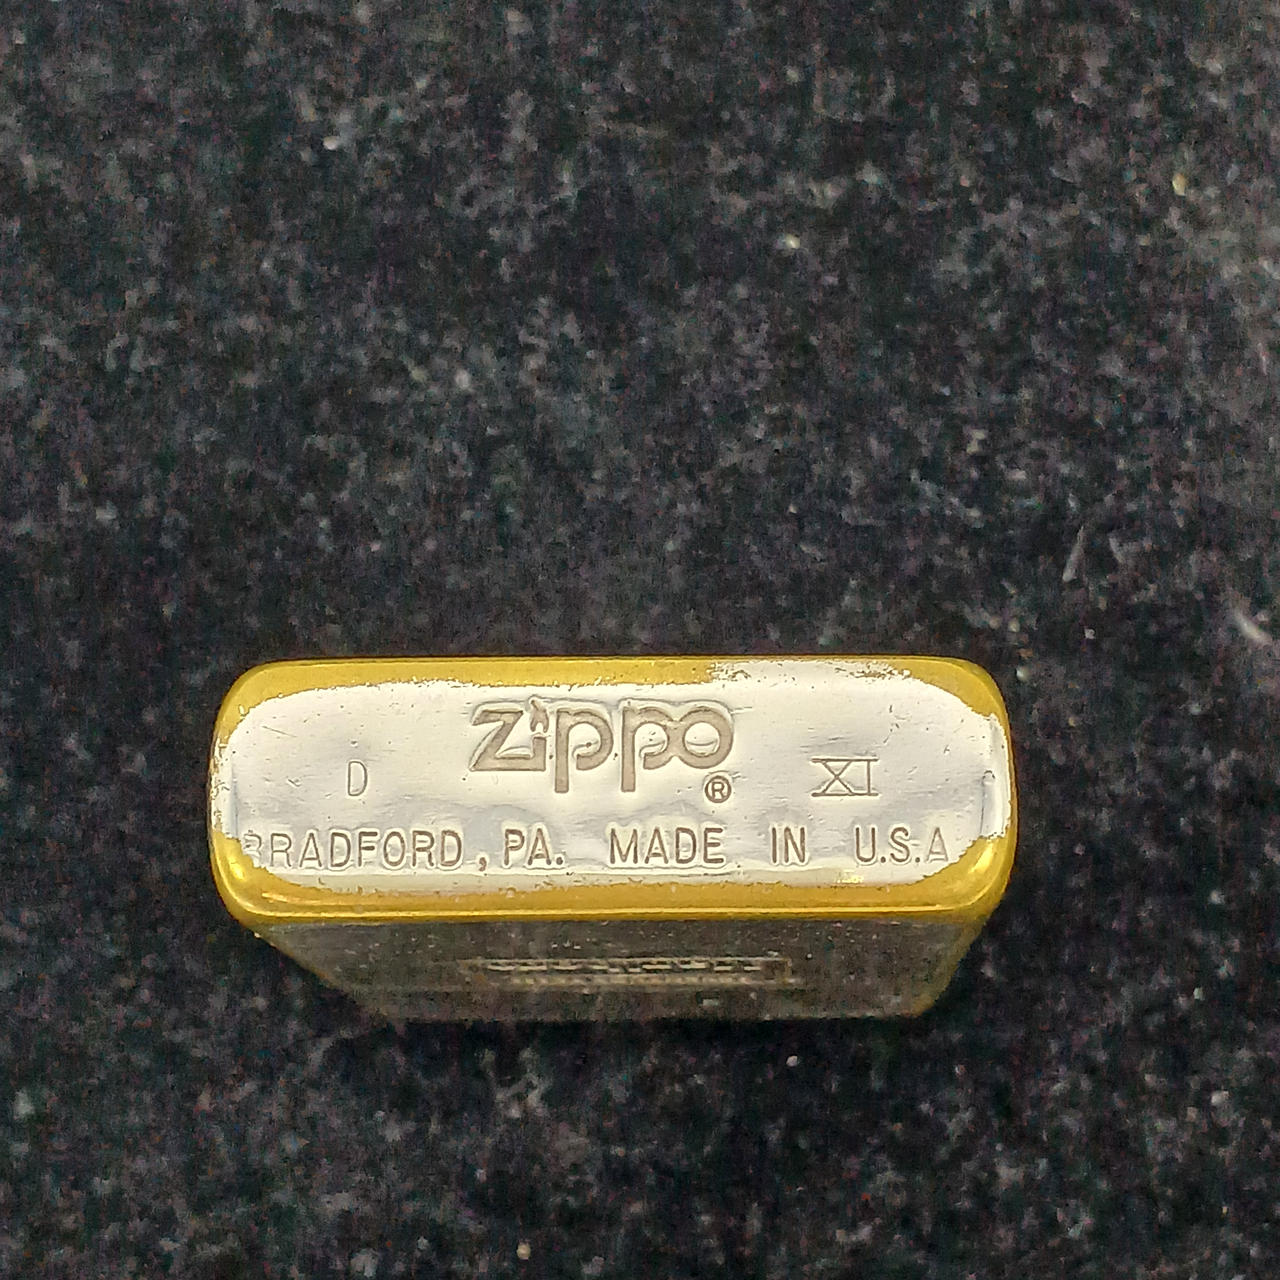 Zippo ®
D XI
BRADFORD, PA. MADE IN U.S.A